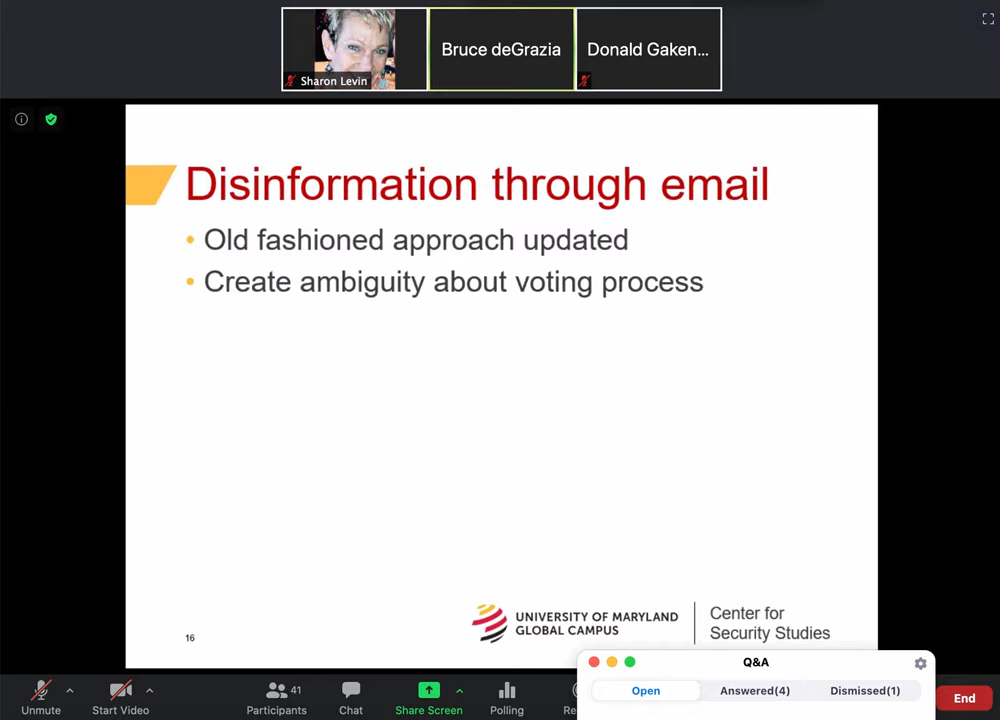 Sharon Levin
Bruce deGrazia
Donald Gaken...
Disinformation through email
• Old fashioned approach updated
• Create ambiguity about voting process
16
UNIVERSITY OF MARYLAND
GLOBAL CAMPUS
Center for
Security Studies
Q&A
Open
Answered(4)
Dismissed(1)
Unmute
Start Video
41
Participants
Chat
Share Screen
Polling
Re
End